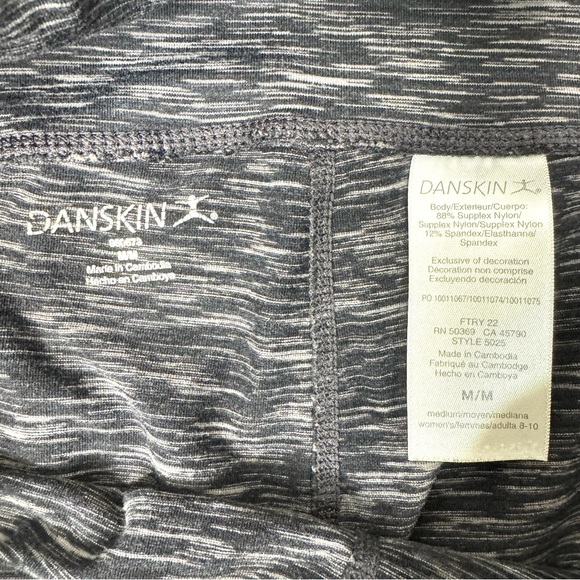 DANSKIN
M/M
Made in Cambodia
Hecho en Camboya
DANSKIN
Body/Exterieur/Cuerpo:
88% Supplex Nylon/
Supplex Nylon/Supplex Nylon
12% Spandex/Elasthanne/
Spandex
Exclusive of decoration
Décoration non comprise
Excluyendo decoración
PO 10011067/10011074/10011075
FTRY 22
RN 50369 CA 45790
STYLE 5025
Made in Cambodia
Fabriqué au Cambodge
Hecho en Camboya
M/M
medium/moyen/mediana
women's/femmes/adulta 8-10